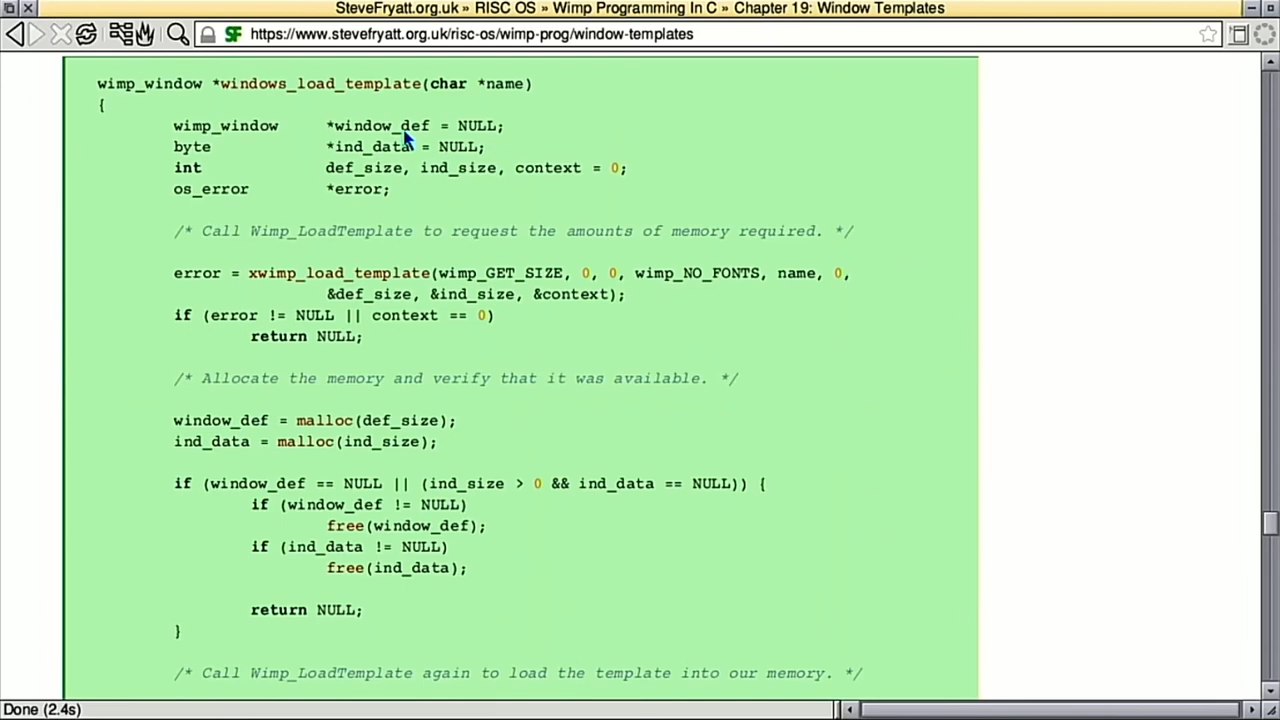 SteveFryatt.org.uk » RISC OS » Wimp Programming In C » Chapter 19: Window Templates
SF https://www.stevefryatt.org.uk/risc-os/wimp-prog/window-templates
wimp_window *windows_load_template(char *name)
{
wimp_window *window_def = NULL;
byte *ind_data = NULL;
int def_size, ind_size, context = 0;
os_error *error;
/* Call Wimp_LoadTemplate to request the amounts of memory required. */
error = xwimp_load_template(wimp_GET_SIZE, 0, 0, wimp_NO_FONTS, name, 0,
&def_size, &ind_size, &context);
if (error != NULL || context == 0)
return NULL;
/* Allocate the memory and verify that it was available. */
window_def = malloc(def_size);
ind_data = malloc(ind_size);
if (window_def == NULL || (ind_size > 0 && ind_data == NULL)) {
if (window_def != NULL)
free(window_def);
if (ind_data != NULL)
free(ind_data);
return NULL;
}
/* Call Wimp_LoadTemplate again to load the template into our memory. */
Done (2.4s)